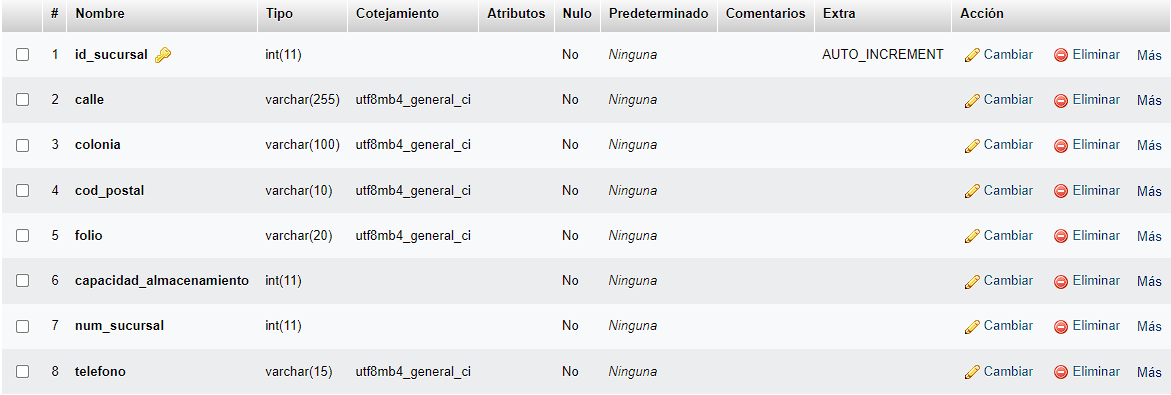 # Nombre Tipo Cotejamiento Atributos Nulo Predeterminado Comentarios Extra Acción
1 id_sucursal int(11) No Ninguna AUTO_INCREMENT Cambiar Eliminar Más
2 calle varchar(255) utf8mb4_general_ci No Ninguna Cambiar Eliminar Más
3 colonia varchar(100) utf8mb4_general_ci No Ninguna Cambiar Eliminar Más
4 cod_postal varchar(10) utf8mb4_general_ci No Ninguna Cambiar Eliminar Más
5 folio varchar(20) utf8mb4_general_ci No Ninguna Cambiar Eliminar Más
6 capacidad_almacenamiento int(11) No Ninguna Cambiar Eliminar Más
7 num_sucursal int(11) No Ninguna Cambiar Eliminar Más
8 telefono varchar(15) utf8mb4_general_ci No Ninguna Cambiar Eliminar Más